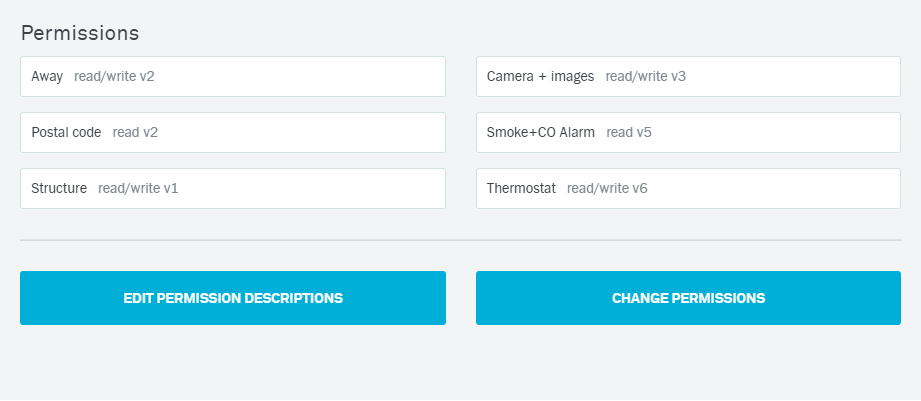 Permissions
Away read/write v2
Camera + images read/write v3
Postal code read v2
Smoke+CO Alarm read v5
Structure read/write v1
Thermostat read/write v6
EDIT PERMISSION DESCRIPTIONS
CHANGE PERMISSIONS